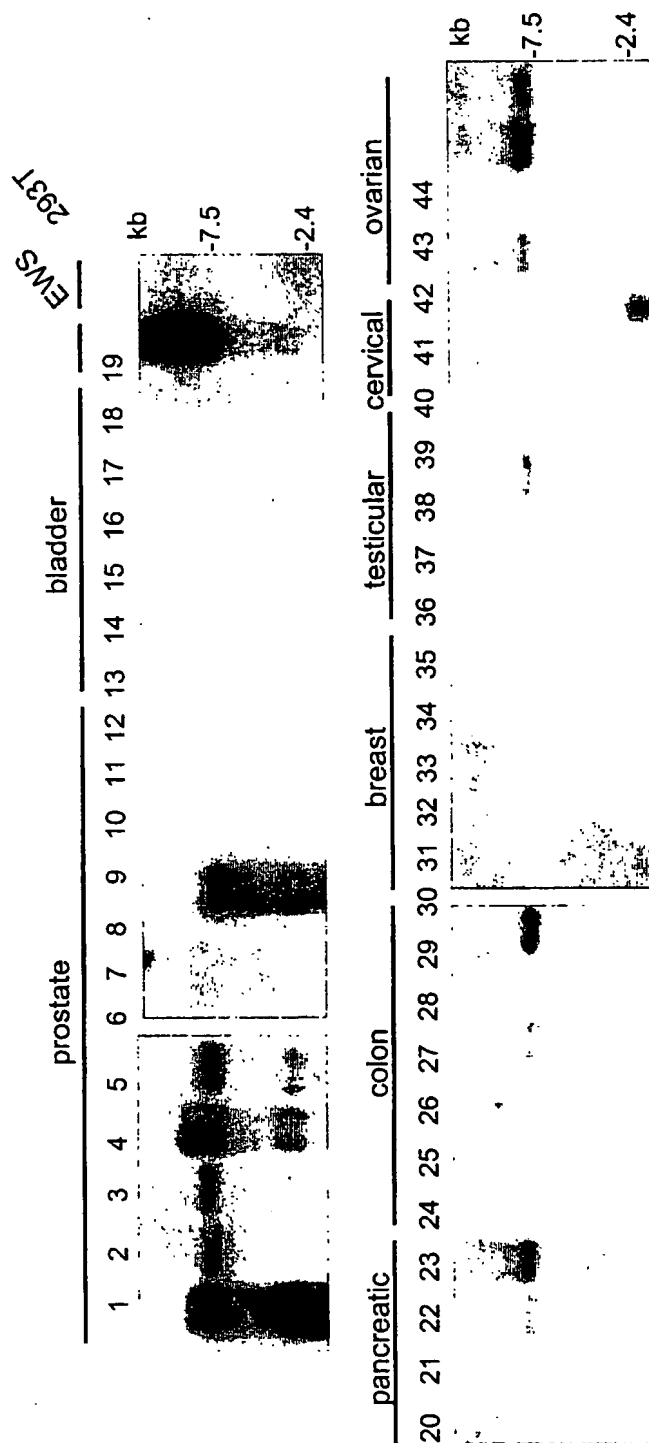 prostate bladder EWS 293T
1 2 3 4 5 6 7 8 9 10 11 12 13 14 15 16 17 18 19
kb
-7.5
-2.4
pancreatic colon breast testicular cervical ovarian
20 21 22 23 24 25 26 27 28 29 30 31 32 33 34 35 36 37 38 39 40 41 42 43 44
kb
-7.5
-2.4